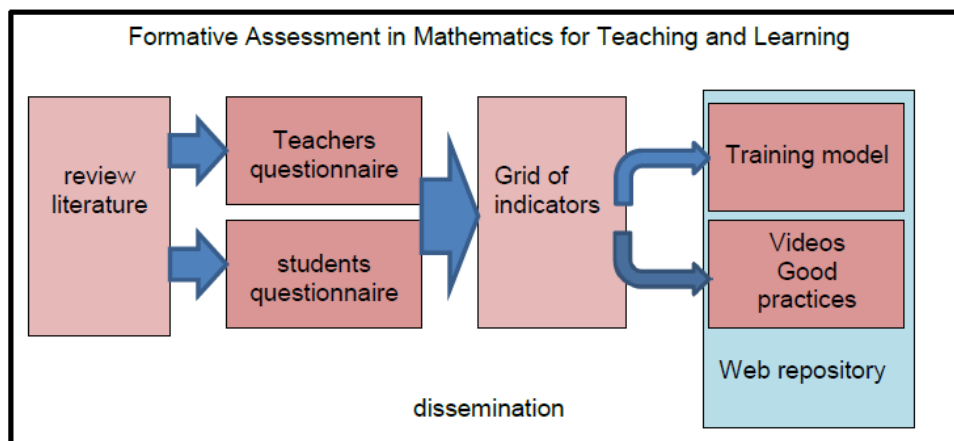 Formative Assessment in Mathematics for Teaching and Learning
review
literature
Teachers
questionnaire
students
questionnaire
Grid of
indicators
Training model
Videos
Good
practices
Web repository
dissemination